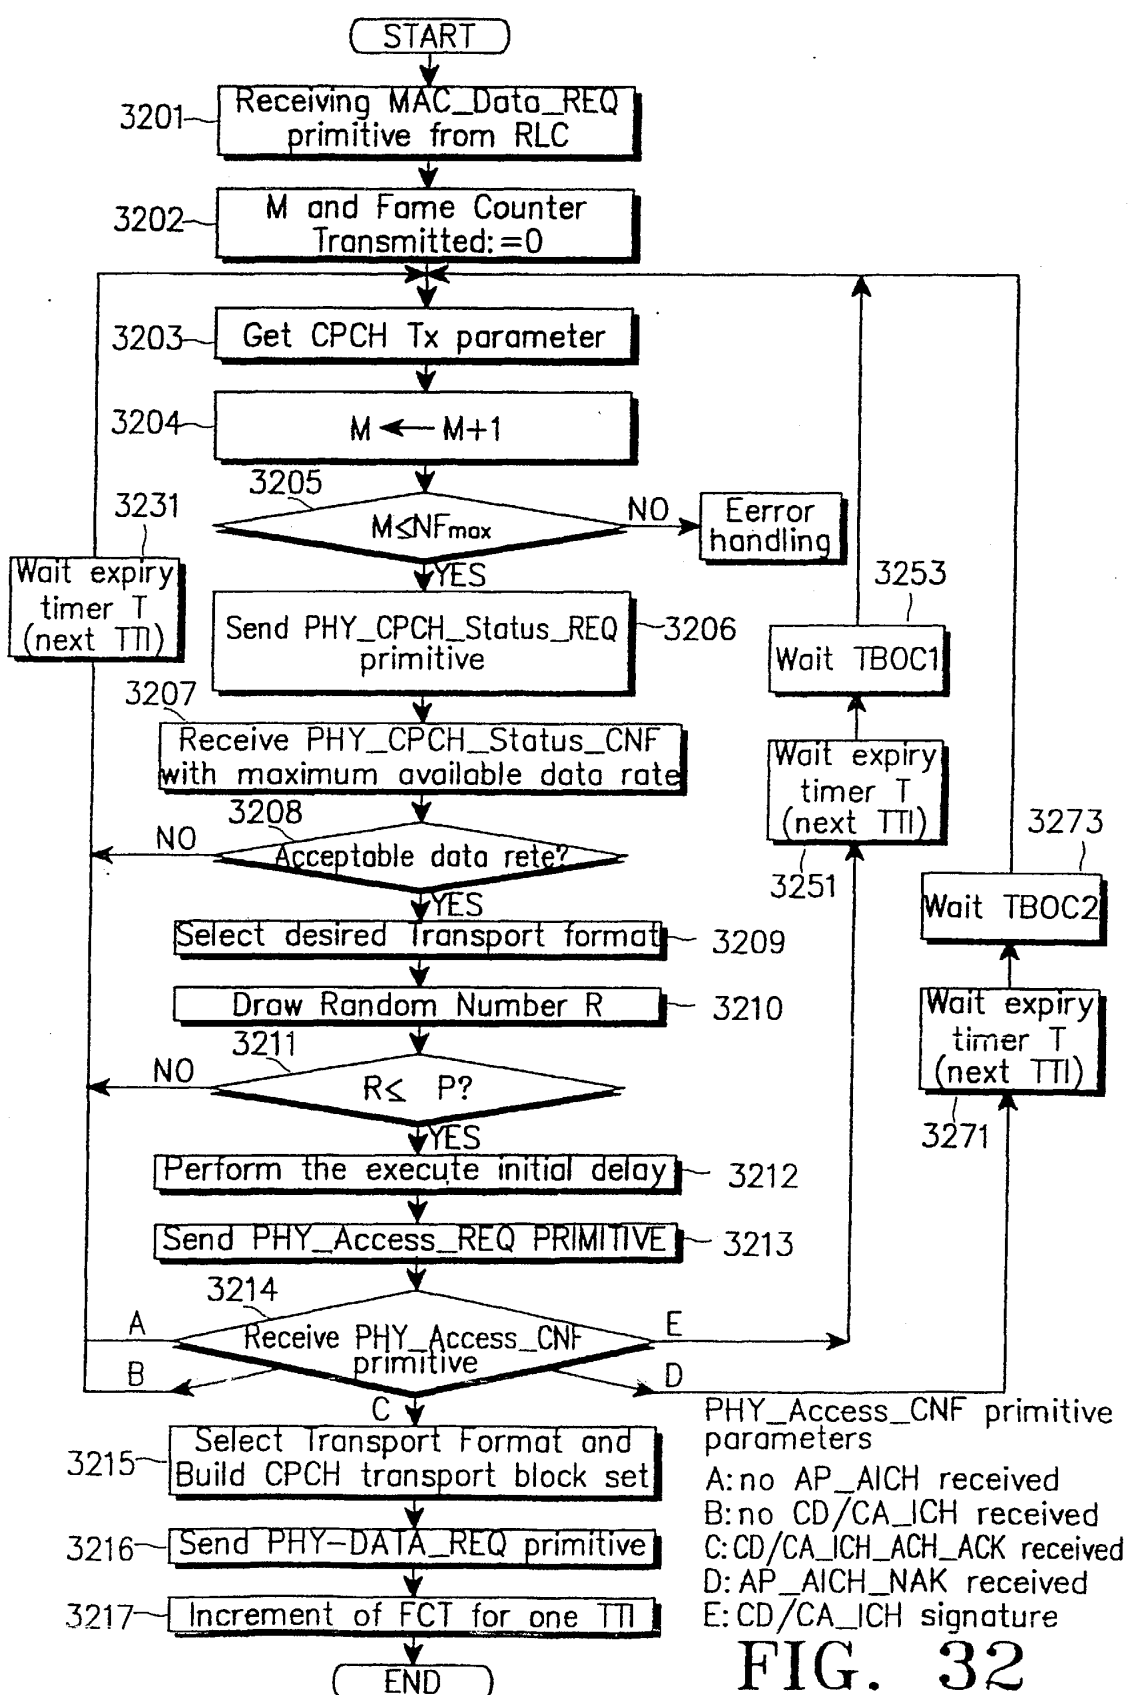 START
3201
Receiving MAC_Data_REQ
primitive from RLC
3202
M and Fame Counter
Transmitted:=0
3203
Get CPCH Tx parameter
3204
M ← M+1
3205
M≤NFmax
NO
Eerror
handling
YES
3231
Wait expiry
timer T
(next TTI)
Send PHY_CPCH_Status_REQ
primitive
3206
3207
Receive PHY_CPCH_Status_CNF
with maximum available data rate
3208
NO
Acceptable data rete?
YES
Select desired Transport format
3209
Draw Random Number R
3210
3211
NO
R≤ P?
YES
Perform the execute initial delay
3212
Send PHY_Access_REQ PRIMITIVE
3213
3214
Receive PHY_Access_CNF
primitive
A
B
C
D
E
3253
Wait TBOC1
Wait expiry
timer T
(next TTI)
3251
3273
Wait TBOC2
Wait expiry
timer T
(next TTI)
3271
3215
Select Transport Format and
Build CPCH transport block set
3216
Send PHY-DATA_REQ primitive
3217
Increment of FCT for one TTI
END
PHY_Access_CNF primitive
parameters
A: no AP_AICH received
B: no CD/CA_ICH received
C: CD/CA_ICH_ACH_ACK received
D: AP_AICH_NAK received
E: CD/CA_ICH signature
FIG. 32